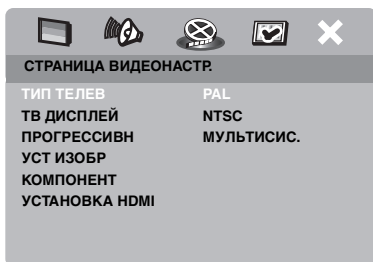 СТРАНИЦА ВИДЕОНАСТР.
ТИП ТЕЛЕВ PAL
ТВ ДИСПЛЕЙ NTSC
ПРОГРЕССИВН МУЛЬТИСИС.
УСТ ИЗОБР
КОМПОНЕНТ
УСТАНОВКА HDMI